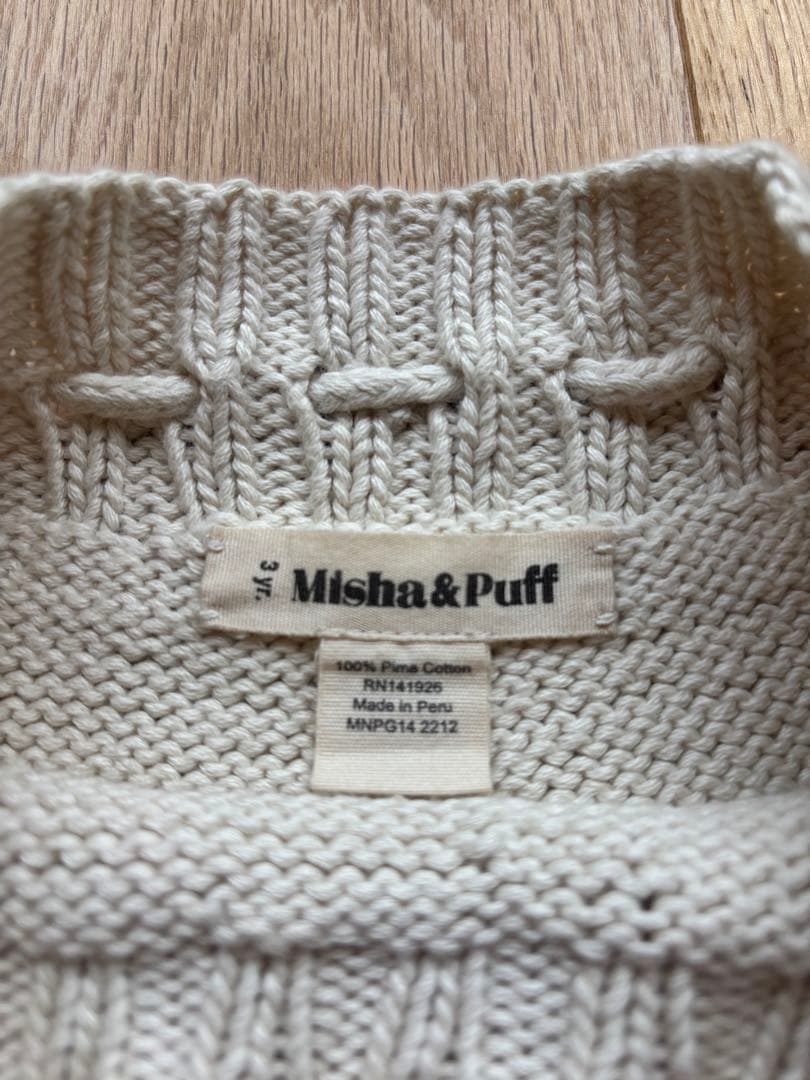 3 yr.
Misha&Puff
100% Pima Cotton
RN141926
Made in Peru
MNPG14 2212